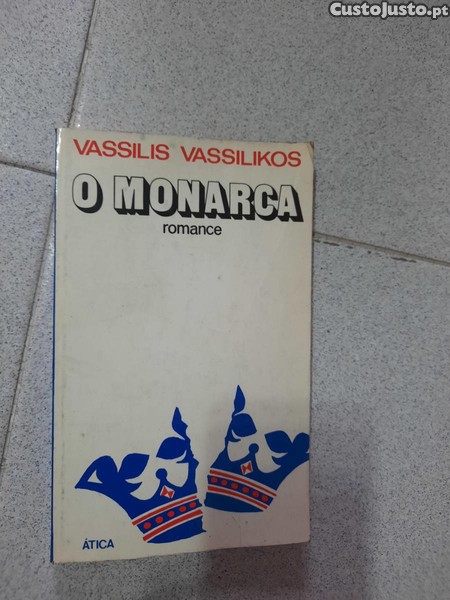 CustoJusto.pt
VASSILIS VASSILIKOS
O MONARCA
romance
ÁTICA